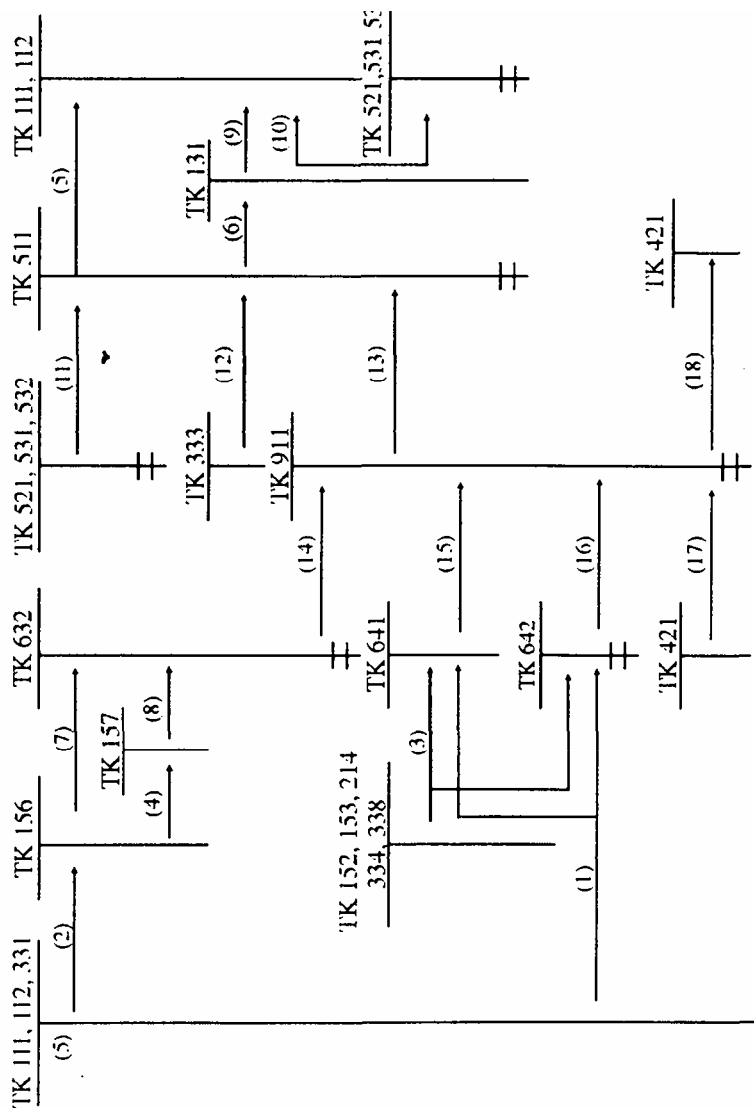 TK 111, 112, 331
(5)
(2)
TK 156
(7)
TK 632
TK 521, 531, 532
(11)
TK 511
(5)
TK 111, 112
(4)
TK 157
(8)
TK 333
(12)
(6)
TK 131
(9)
(10)
TK 911
(14)
(13)
TK 152, 153, 214
334, 338
(3)
TK 641
(15)
TK 521,531
(1)
TK 642
(16)
TK 421
(17)
(18)
TK 421